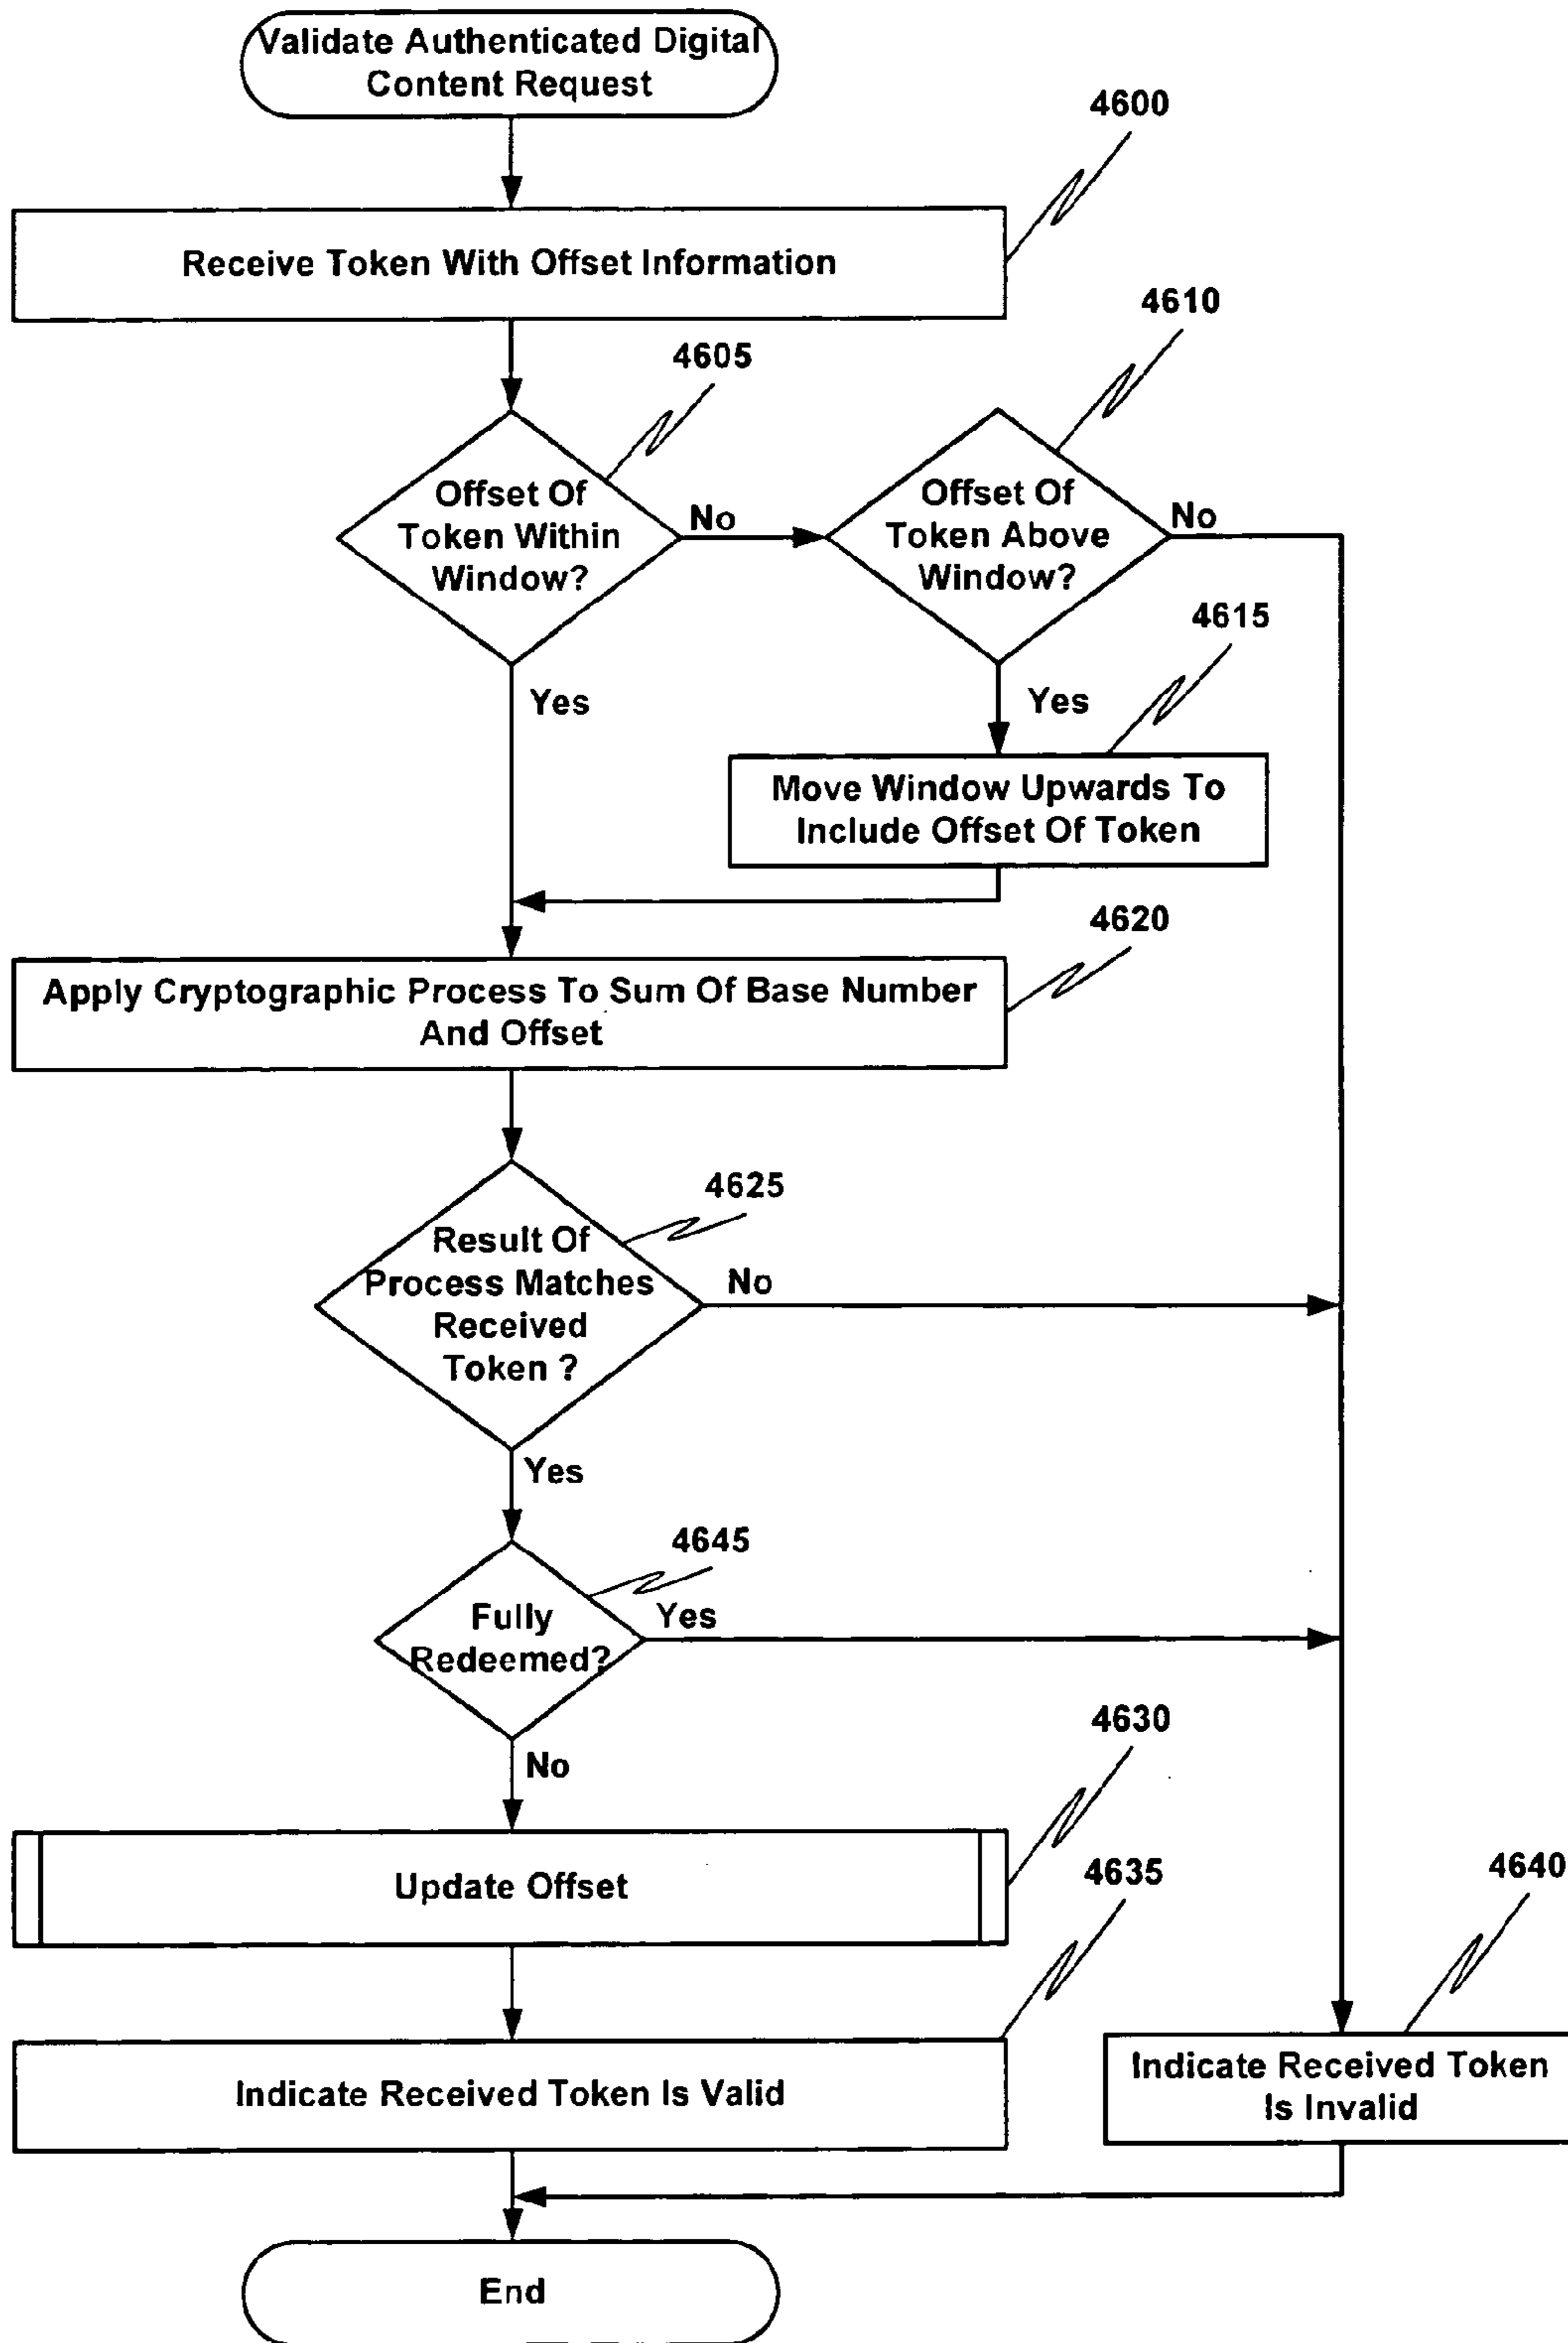 Validate Authenticated Digital
Content Request
4600
Receive Token With Offset Information
4605
4610
Offset Of
Token Within
Window?
No
Offset Of
Token Above
Window?
No
Yes
4615
Yes
Move Window Upwards To
Include Offset Of Token
4620
Apply Cryptographic Process To Sum Of Base Number
And Offset
4625
Result Of
Process Matches
Received
Token ?
No
Yes
4645
Fully
Redeemed?
Yes
No
4630
Update Offset
4635
4640
Indicate Received Token Is Valid
Indicate Received Token
Is Invalid
End